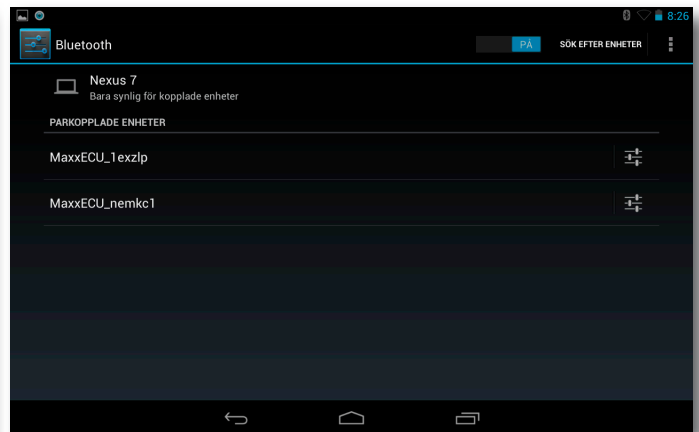 8:26
Bluetooth
PÅ
SÖK EFTER ENHETER
Nexus 7
Bara synlig för kopplade enheter
PARKOPPLADE ENHETER
MaxxECU_1exzlp
MaxxECU_nemkc1